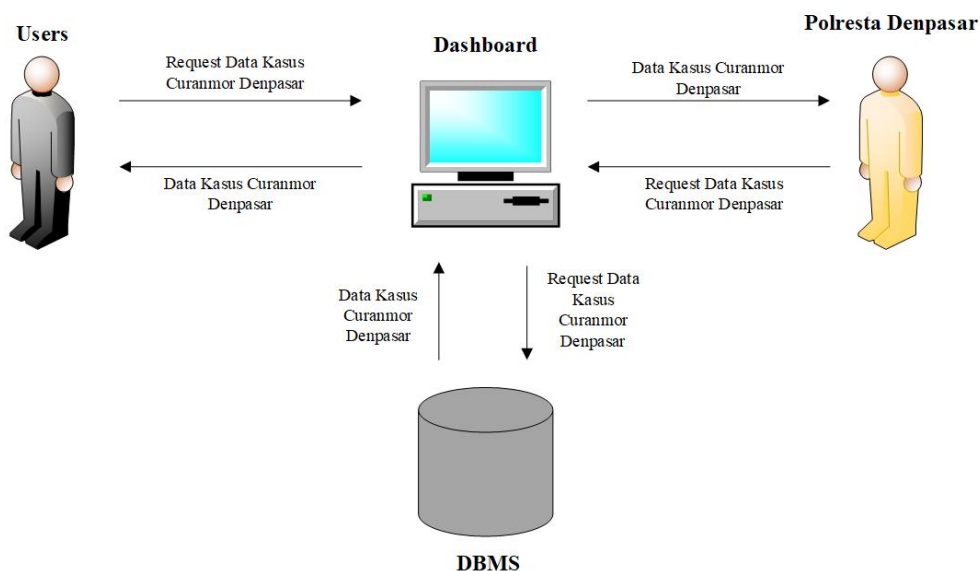 Users
Dashboard
Polresta Denpasar
Request Data Kasus
Curanmor Denpasar
Data Kasus Curanmor
Denpasar
Data Kasus Curanmor
Denpasar
Request Data Kasus
Curanmor Denpasar
Data Kasus
Curanmor
Denpasar
Request Data
Kasus
Curanmor
Denpasar
DBMS